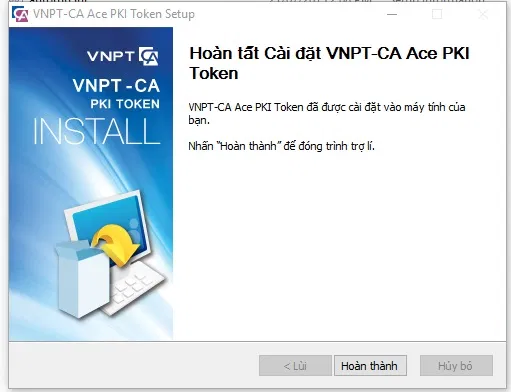 VNPT-CA Ace PKI Token Setup
VNPT CA
VNPT - CA
PKI TOKEN
INSTALL
Hoàn tất Cài đặt VNPT-CA Ace PKI
Token
VNPT-CA Ace PKI Token đã được cài đặt vào máy tính của
bạn.
Nhấn "Hoàn thành" để đóng trình trợ lí.
< Lùi
Hoàn thành
Hủy bỏ